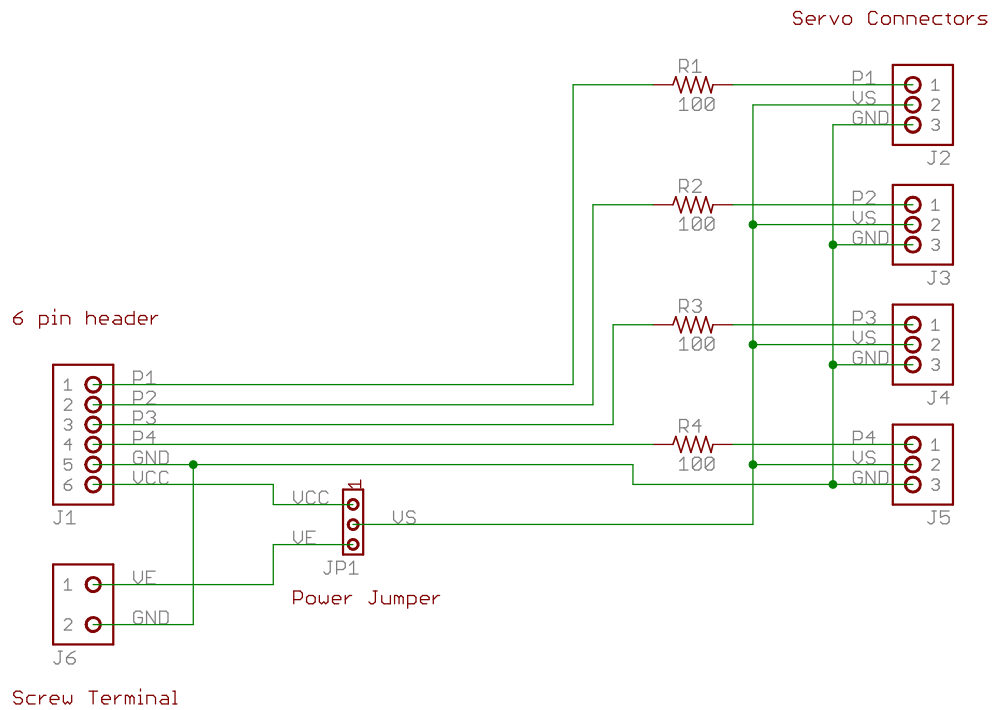 Servo Connectors
R1
100
P1
VS
GND
1
2
3
J2
R2
100
P2
VS
GND
1
2
3
J3
R3
100
P3
VS
GND
1
2
3
J4
R4
100
P4
VS
GND
1
2
3
J5
6 pin header
1 P1
2 P2
3 P3
4 P4
5 GND
6 VCC
J1
1
VCC
VS
VE
JP1
Power Jumper
1 VE
2 GND
J6
Screw Terminal